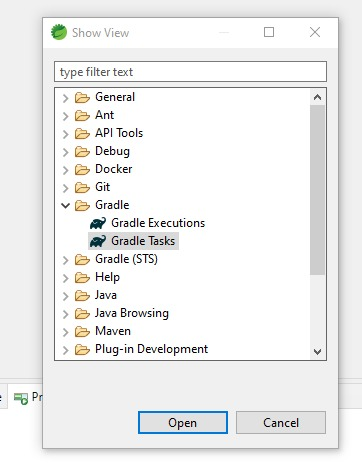 Show View
type filter text
General
Ant
API Tools
Debug
Docker
Git
Gradle
Gradle Executions
Gradle Tasks
Gradle (STS)
Help
Java
Java Browsing
Maven
Plug-in Development
Open Cancel